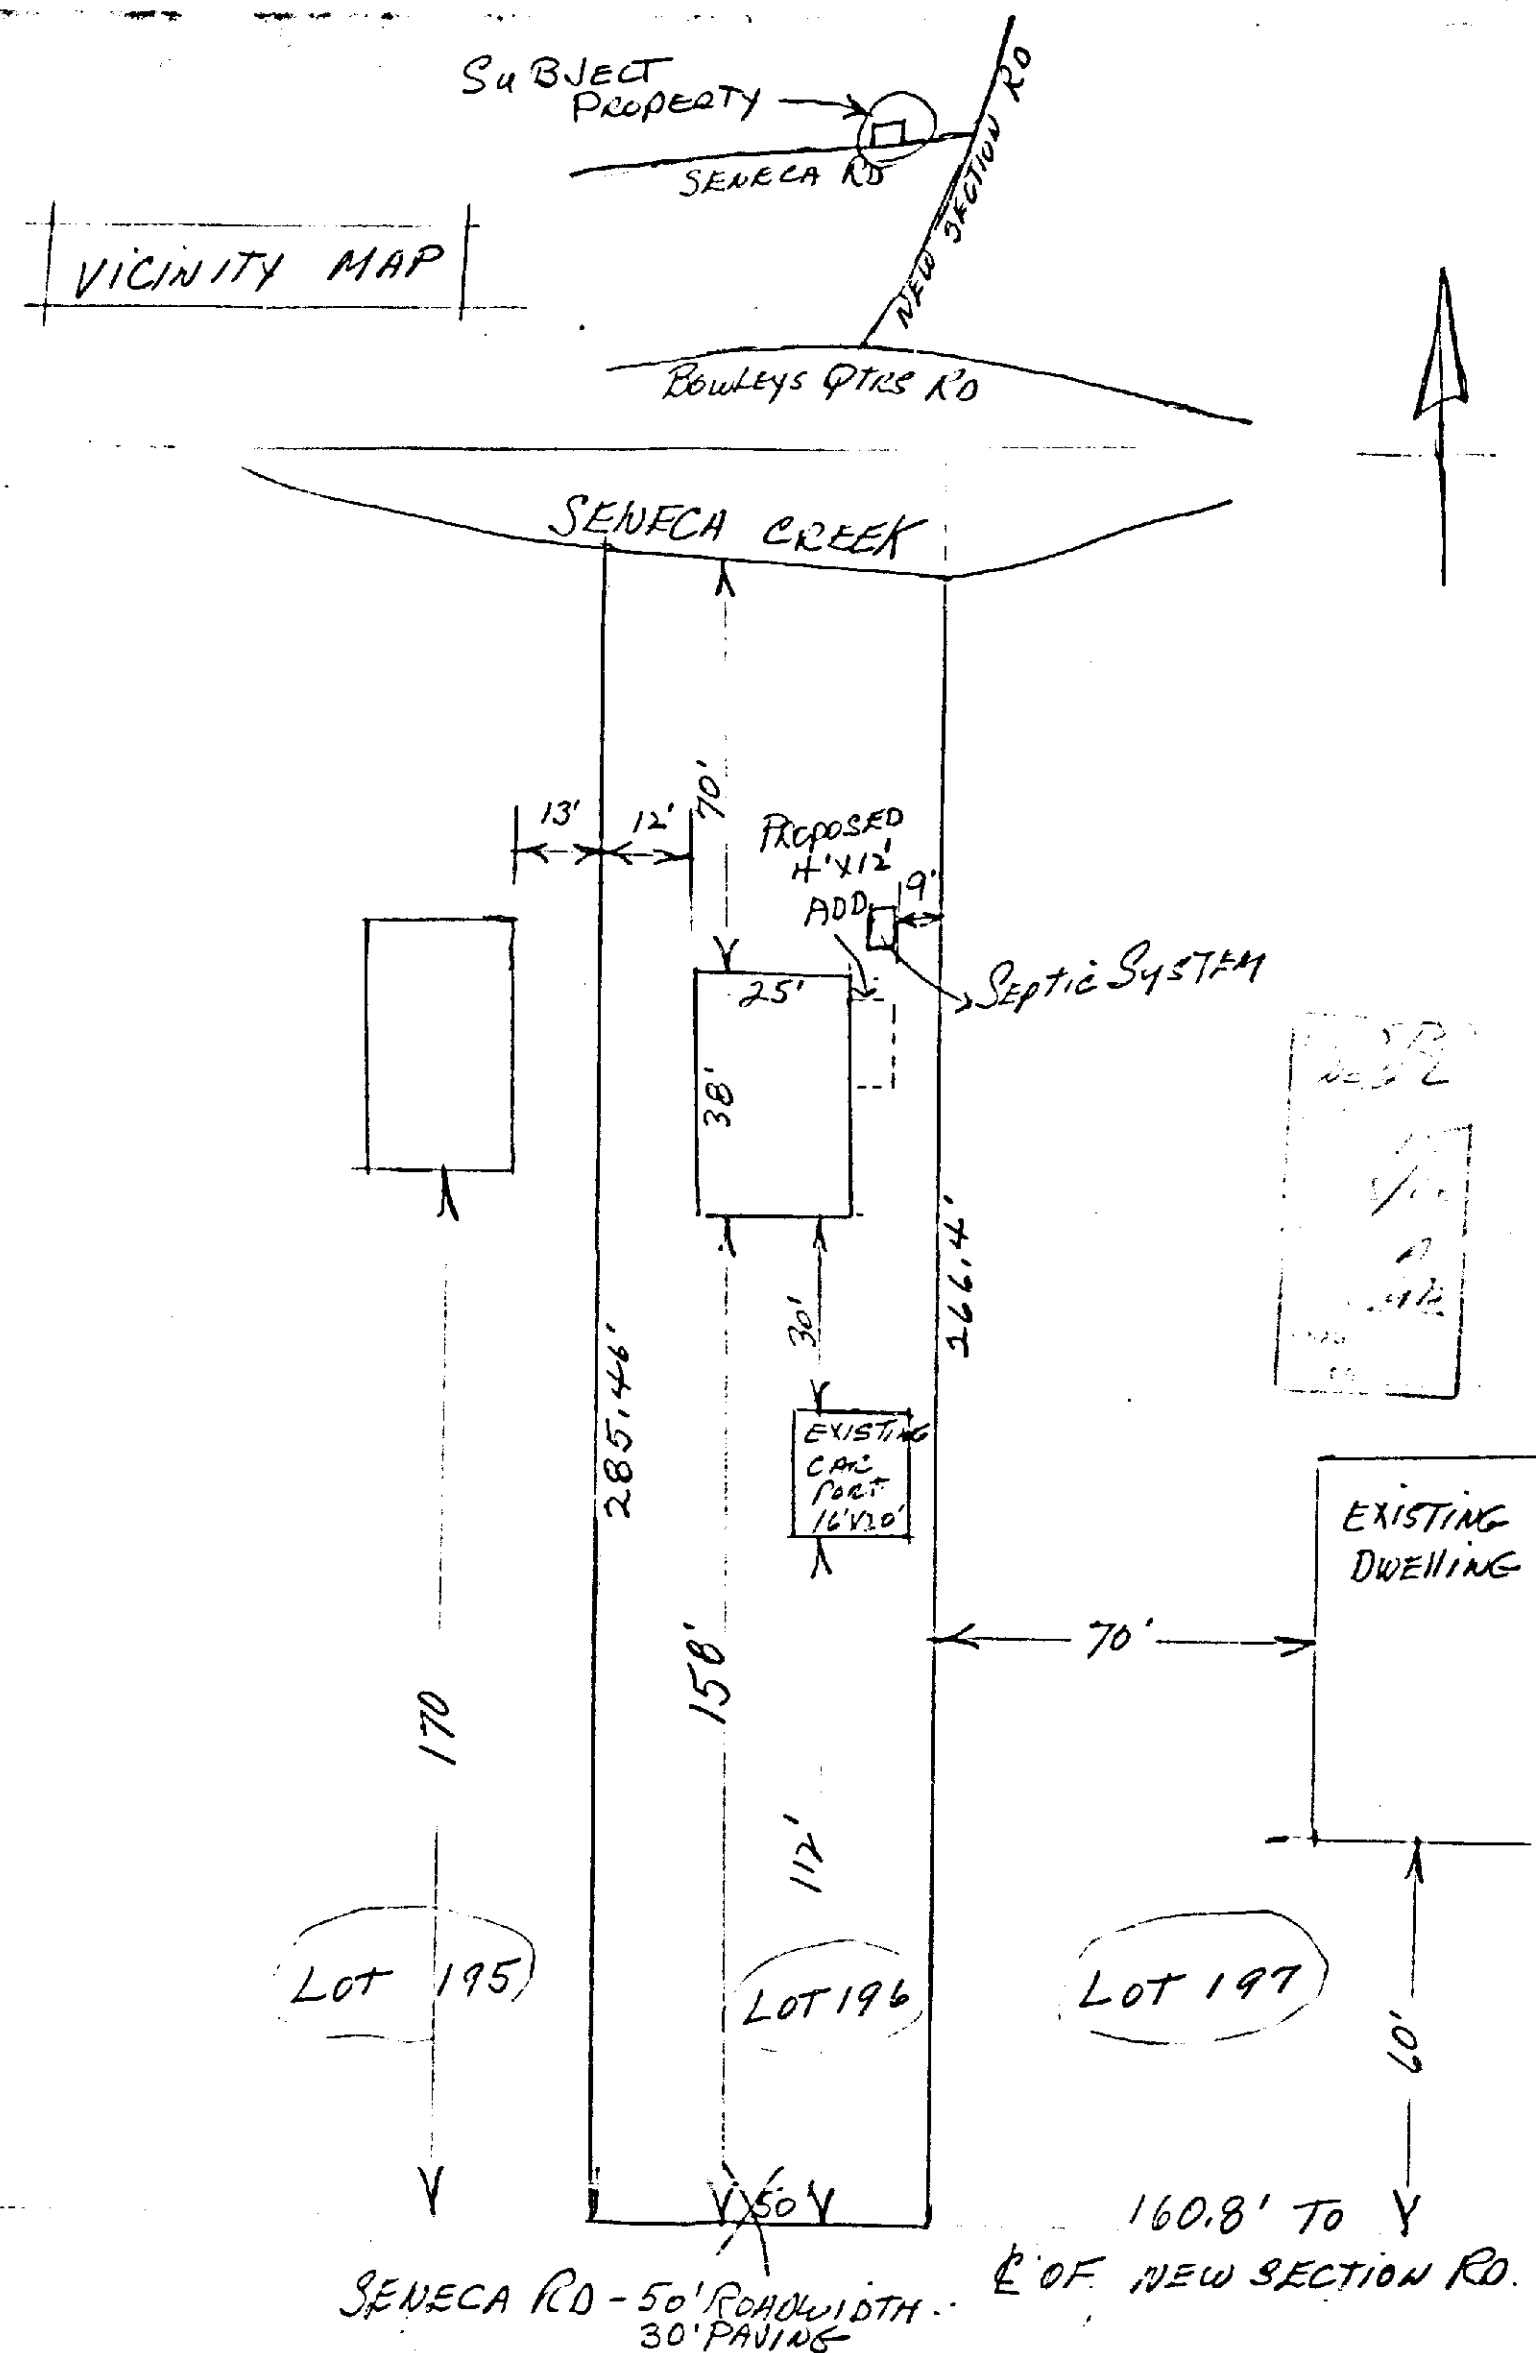 SuBJECT
PROPERTY
SENECA RD
NEW SECTION RD
VICINITY MAP
BOWLEYS QTRS RD
SENECA CREEK
13'
12'
70'
PROPOSED
4'X12'
ADD
9'
SEPTIC SYSTEM
25'
38'
266.4'
30'
285.46'
EXISTING
CAR
PORT
16'X20'
EXISTING
DWELLING
70'
158'
170
112'
LOT 195
LOT 196
LOT 197
60'
50
160.8' TO
℄ OF NEW SECTION RD.
SENECA RD - 50' ROADWIDTH
30' PAVING